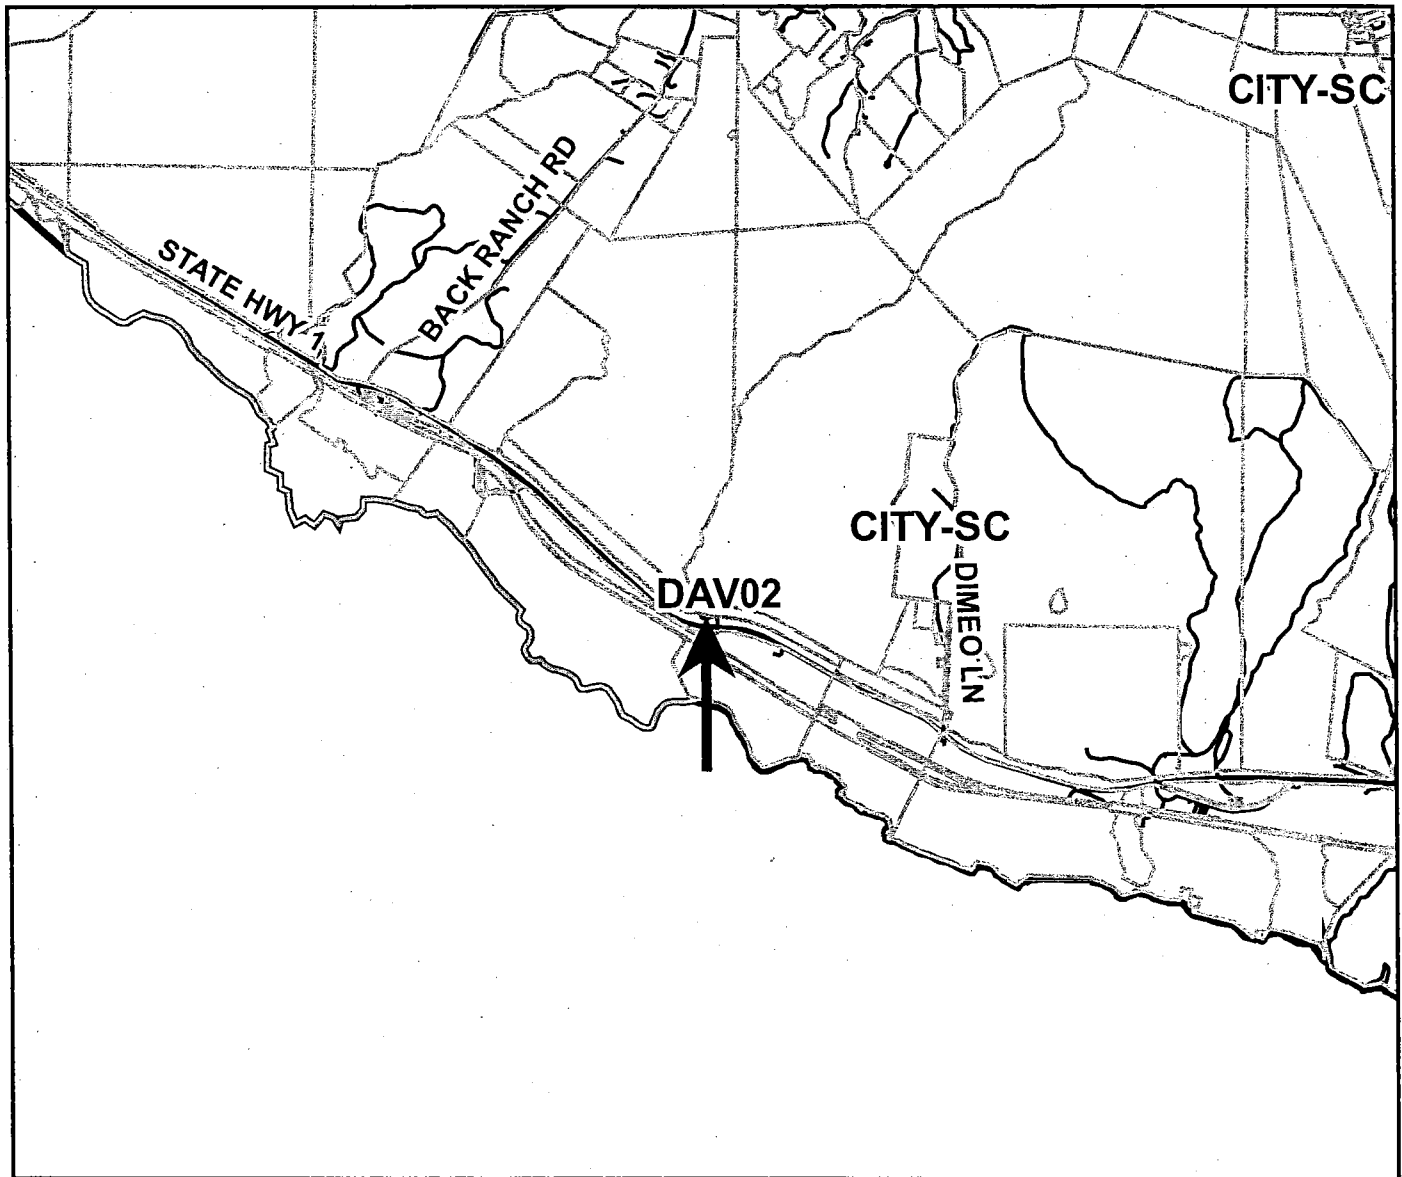 CITY-SC
BACK RANCH RD
STATE HWY 1
CITY-SC
DIMEO LN
DAV02